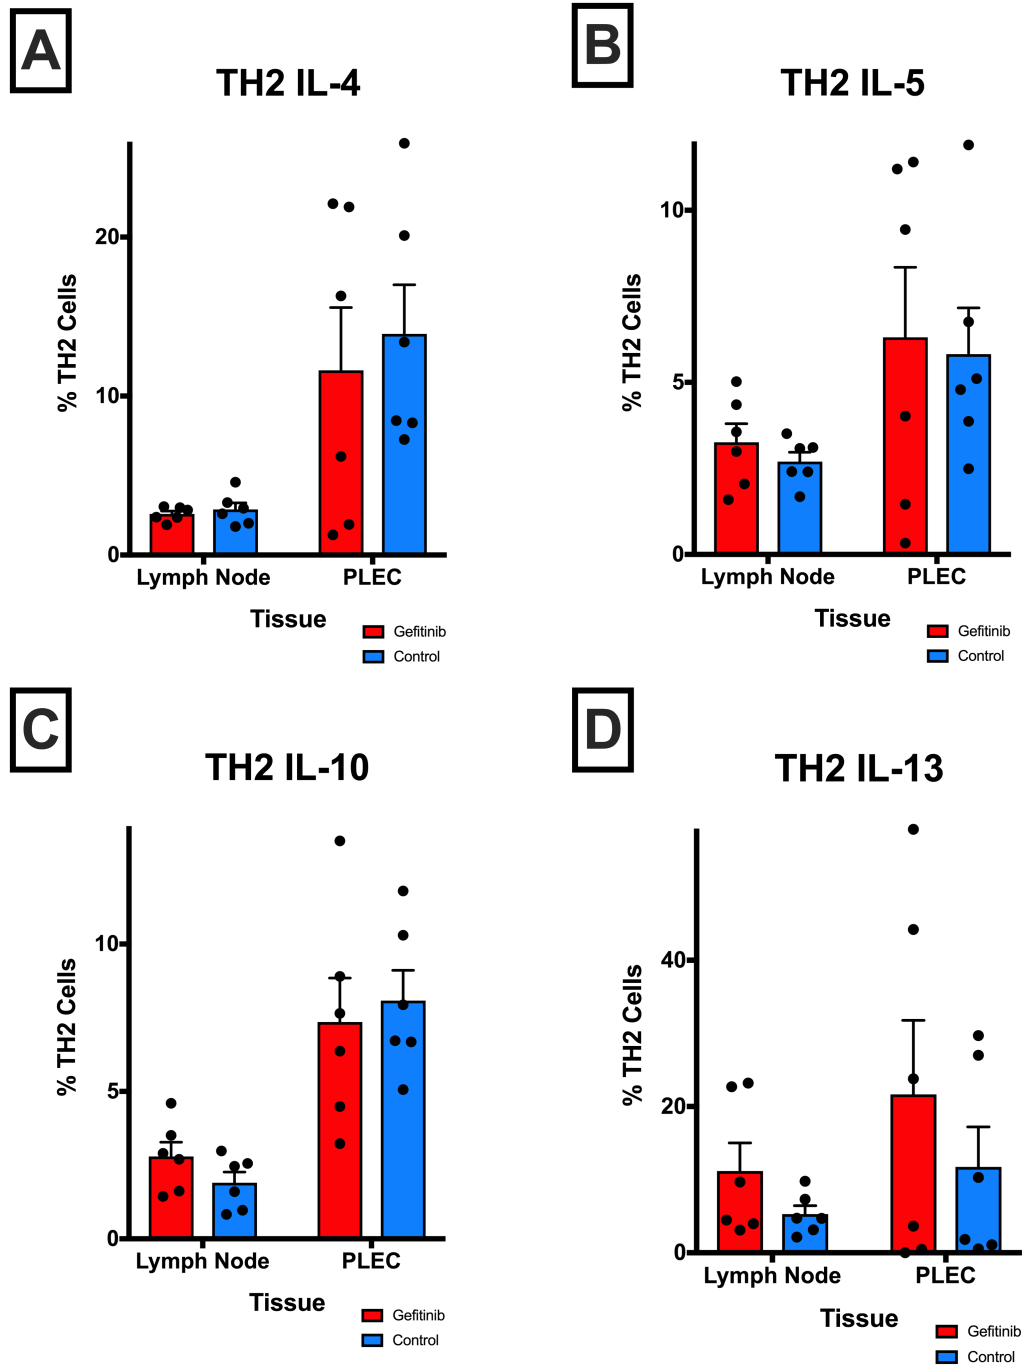 A
TH2 IL-4
% TH2 Cells
20
10
0
Lymph Node PLEC
Tissue
Gefitinib
Control
B
TH2 IL-5
% TH2 Cells
10
5
0
Lymph Node PLEC
Tissue
Gefitinib
Control
C
TH2 IL-10
% TH2 Cells
10
5
0
Lymph Node PLEC
Tissue
Gefitinib
Control
D
TH2 IL-13
% TH2 Cells
40
20
0
Lymph Node PLEC
Tissue
Gefitinib
Control